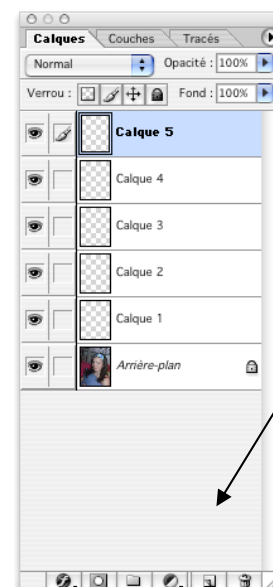 Calques Couches Tracés
Normal Opacité : 100%
Verrou : Fond : 100%
Calque 5
Calque 4
Calque 3
Calque 2
Calque 1
Arrière-plan